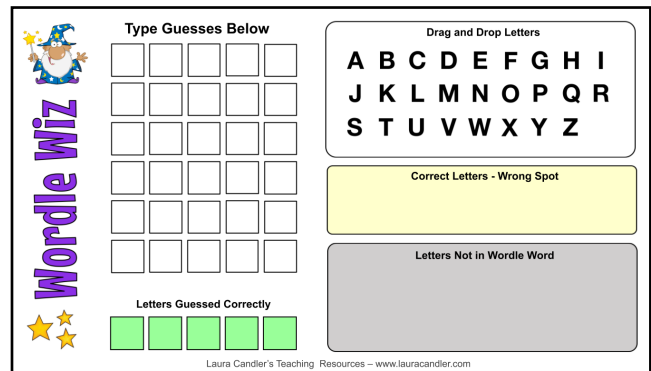 Wordle Wiz
Type Guesses Below
Letters Guessed Correctly
Drag and Drop Letters
A B C D E F G H I
J K L M N O P Q R
S T U V W X Y Z
Correct Letters - Wrong Spot
Letters Not in Wordle Word
Laura Candler's Teaching Resources – www.lauracandler.com